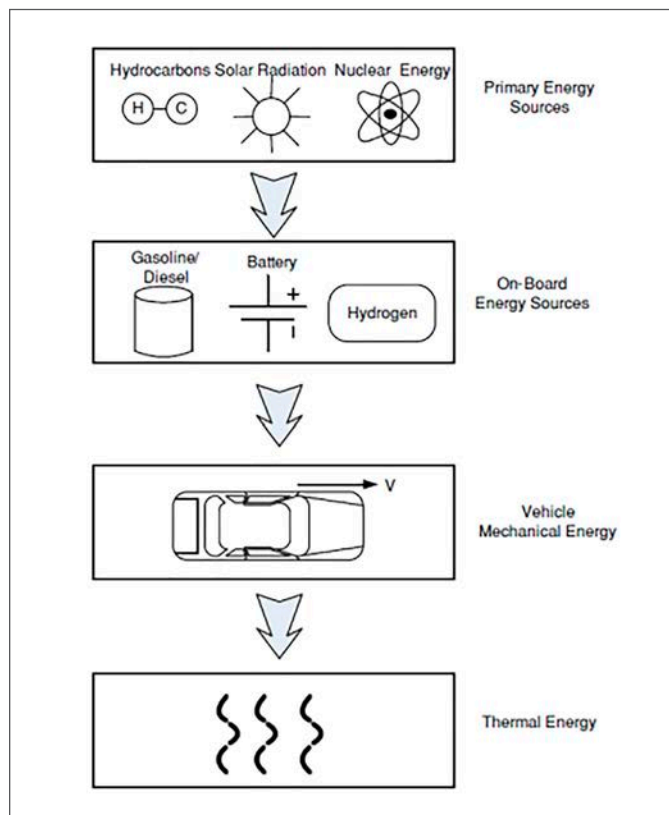 Hydrocarbons Solar Radiation Nuclear Energy
H C
Primary Energy
Sources
Gasoline/
Diesel
Battery
+
Hydrogen
On-Board
Energy Sources
V
Vehicle
Mechanical Energy
Thermal Energy